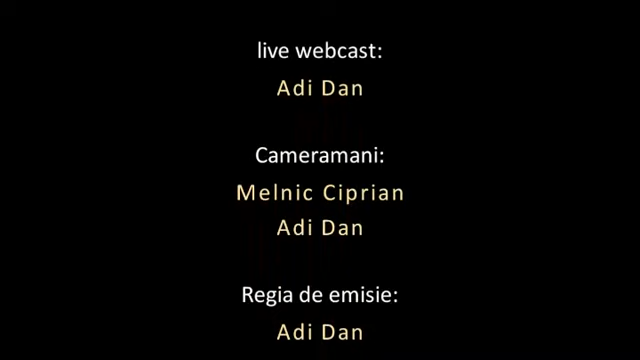 live webcast:
Adi Dan
Cameramani:
Melnic Ciprian
Adi Dan
Regia de emisie:
Adi Dan